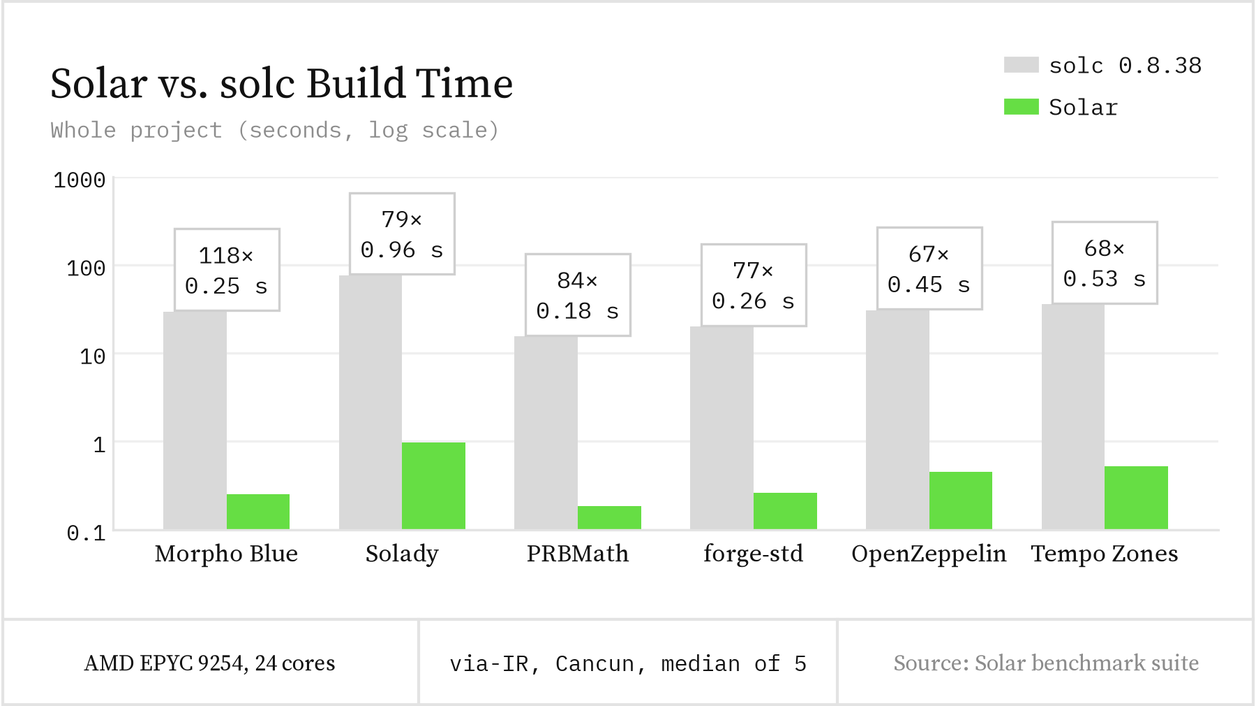 Solar vs. solc Build Time
Whole project (seconds, log scale)
solc 0.8.38
Solar
1000
100
10
1
0.1
118×
0.25 s
79×
0.96 s
84×
0.18 s
77×
0.26 s
67×
0.45 s
68×
0.53 s
Morpho Blue
Solady
PRBMath
forge-std
OpenZeppelin
Tempo Zones
AMD EPYC 9254, 24 cores
via-IR, Cancun, median of 5
Source: Solar benchmark suite